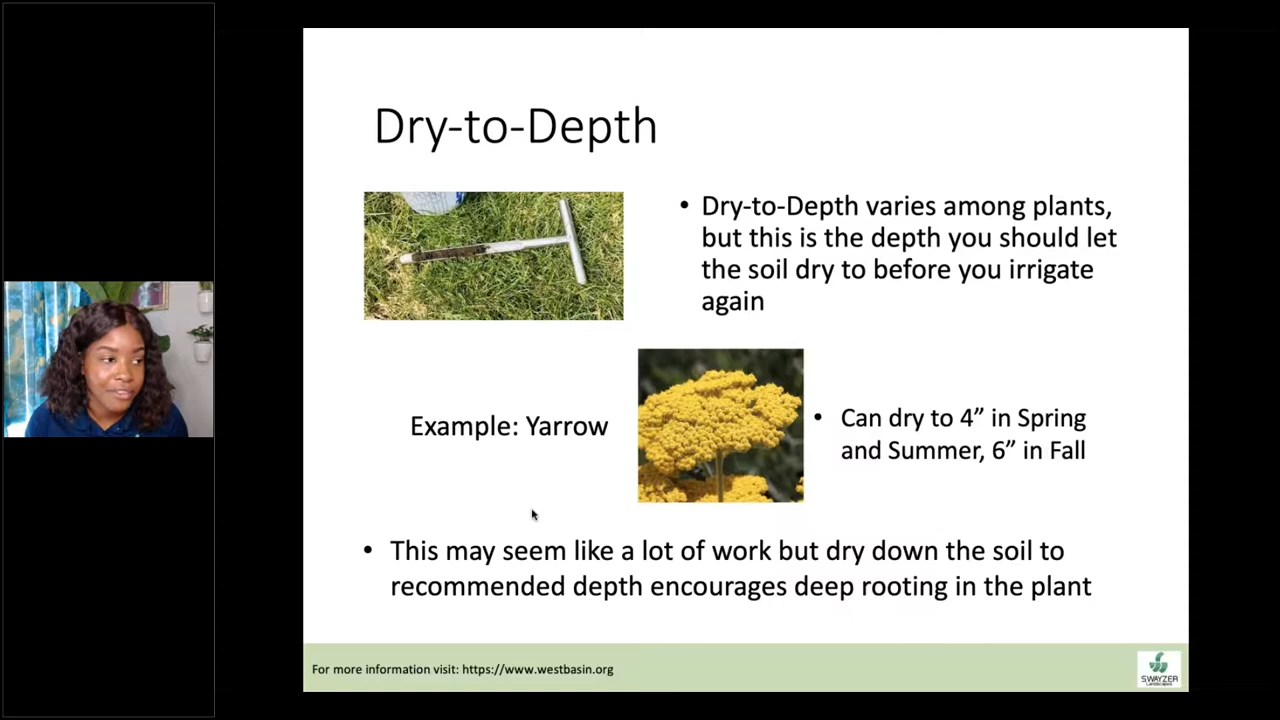 Dry-to-Depth
• Dry-to-Depth varies among plants,
but this is the depth you should let
the soil dry to before you irrigate
again
Example: Yarrow
• Can dry to 4” in Spring
and Summer, 6” in Fall
• This may seem like a lot of work but dry down the soil to
recommended depth encourages deep rooting in the plant
For more information visit: https://www.westbasin.org
SWAYZER
Landscapes